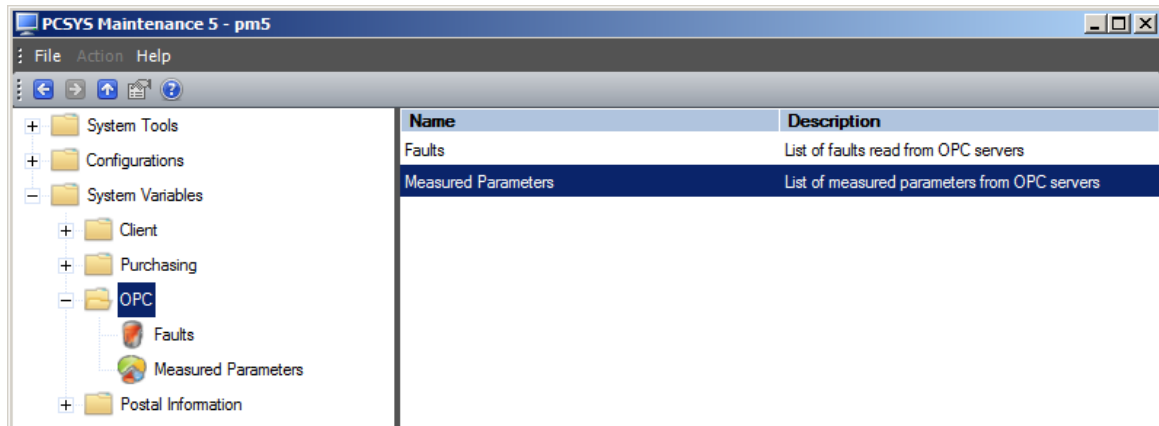 PCSYS Maintenance 5 - pm5
File Action Help
System Tools
Configurations
System Variables
Client
Purchasing
OPC
Faults
Measured Parameters
Postal Information
Name Description
Faults List of faults read from OPC servers
Measured Parameters List of measured parameters from OPC servers